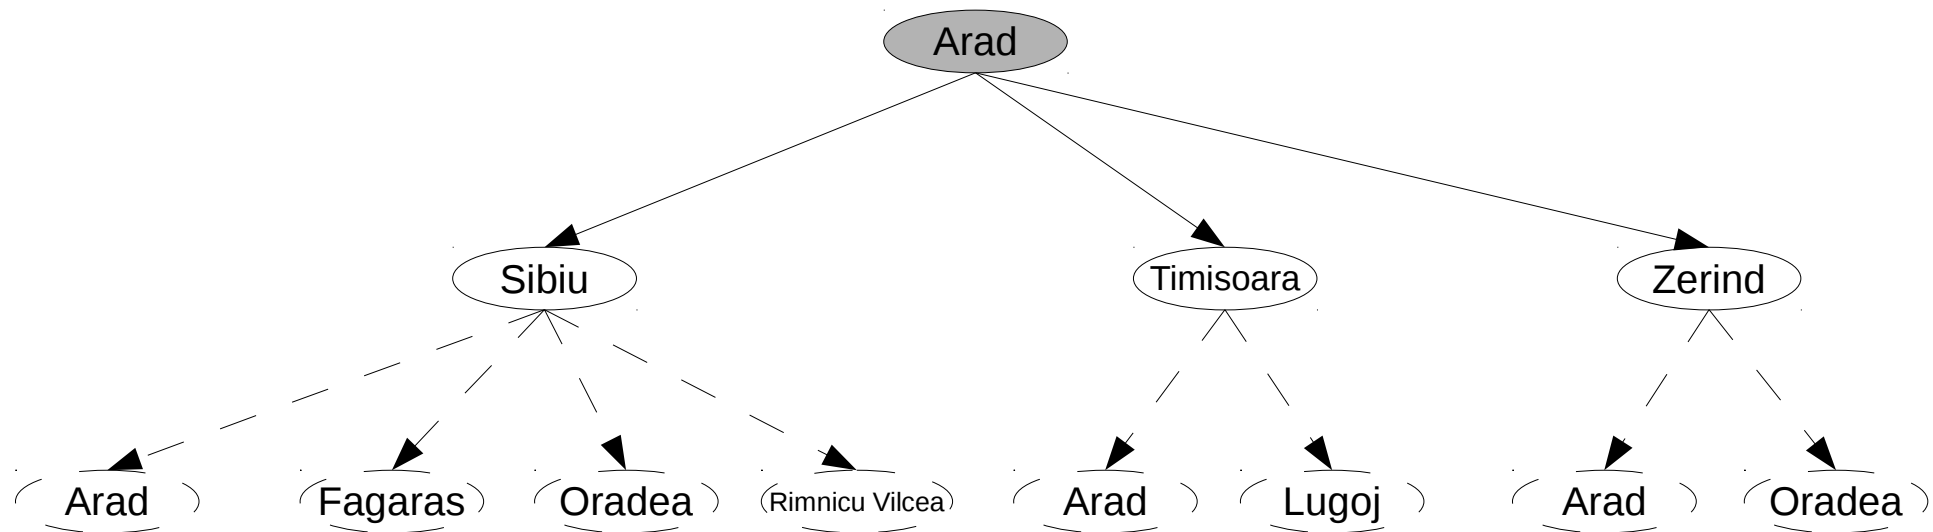 Arad
Sibiu
Timisoara
Zerind
Arad
Fagaras
Oradea
Rimnicu Vilcea
Arad
Lugoj
Arad
Oradea